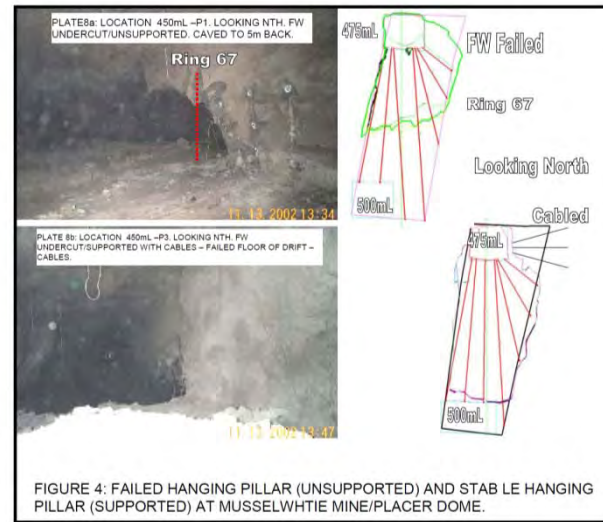 PLATE8a: LOCATION 450mL –P1. LOOKING NTH. FW
UNDERCUT/UNSUPPORTED. CAVED TO 5m BACK.
Ring 67
11 13 2002 13:34
475mL
FW Failed
Ring 67
Looking North
500mL
PLATE 8b: LOCATION 450mL –P3. LOOKING NTH. FW
UNDERCUT/SUPPORTED WITH CABLES – FAILED FLOOR OF DRIFT –
CABLES.
11 13 2002 13:47
Cabled
475mL
500mL
FIGURE 4: FAILED HANGING PILLAR (UNSUPPORTED) AND STAB LE HANGING
PILLAR (SUPPORTED) AT MUSSELWHTIE MINE/PLACER DOME.